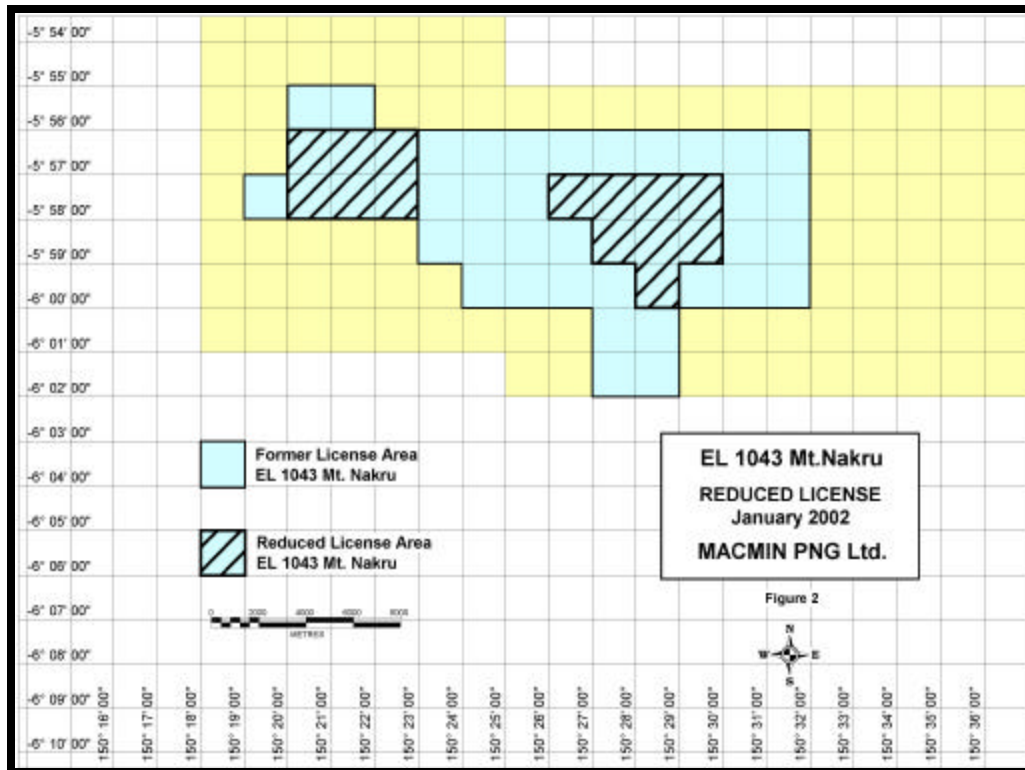 -5° 54' 00"
-5° 55' 00"
-5° 56' 00"
-5° 57' 00"
-5° 58' 00"
-5° 59' 00"
-6° 00' 00"
-6° 01' 00"
-6° 02' 00"
-6° 03' 00"
-6° 04' 00"
-6° 05' 00"
-6° 06' 00"
-6° 07' 00"
-6° 08' 00"
-6° 09' 00"
-6° 10' 00"
Former License Area
EL 1043 Mt. Nakru
Reduced License Area
EL 1043 Mt. Nakru
0 2000 4000 6000 8000
METRES
EL 1043 Mt.Nakru
REDUCED LICENSE
January 2002
MACMIN PNG Ltd.
Figure 2
N
W E
S
150° 16' 00"
150° 17' 00"
150° 18' 00"
150° 19' 00"
150° 20' 00"
150° 21' 00"
150° 22' 00"
150° 23' 00"
150° 24' 00"
150° 25' 00"
150° 26' 00"
150° 27' 00"
150° 28' 00"
150° 29' 00"
150° 30' 00"
150° 31' 00"
150° 32' 00"
150° 33' 00"
150° 34' 00"
150° 35' 00"
150° 36' 00"